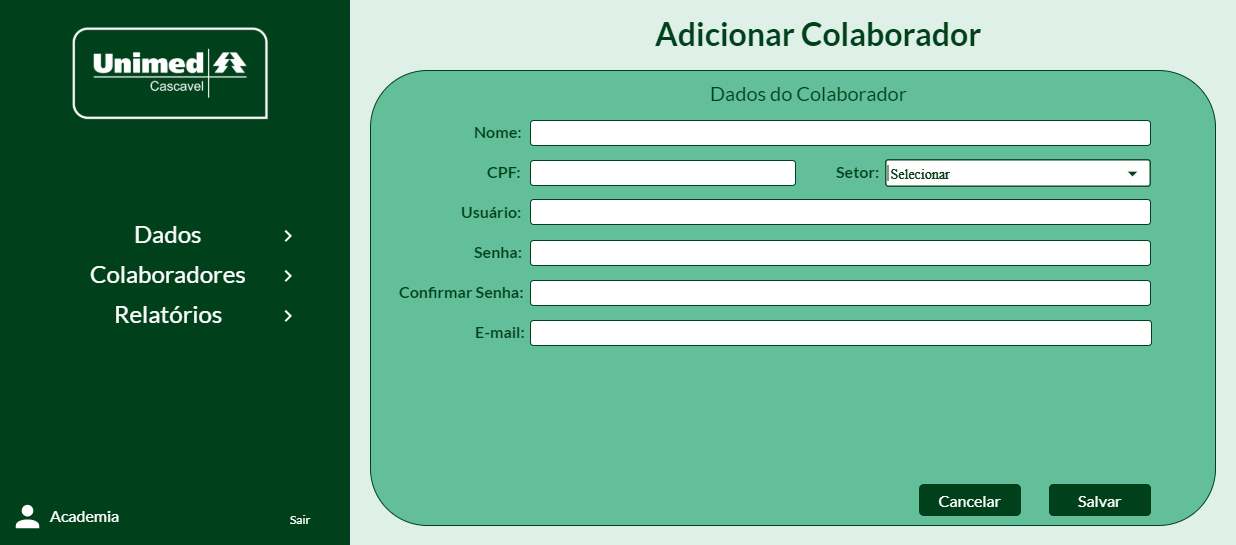 Unimed
Cascavel
Dados
Colaboradores
Relatórios
Academia
Sair
Adicionar Colaborador
Dados do Colaborador
Nome:
CPF: Setor: Selecionar
Usuário:
Senha:
Confirmar Senha:
E-mail:
Cancelar Salvar